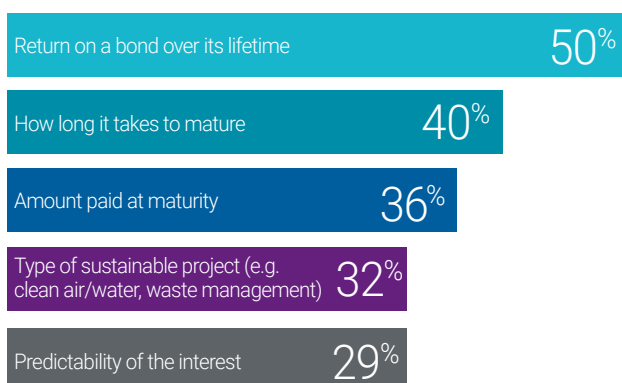 Return on a bond over its lifetime 50%
How long it takes to mature 40%
Amount paid at maturity 36%
Type of sustainable project (e.g.
clean air/water, waste management) 32%
Predictability of the interest 29%